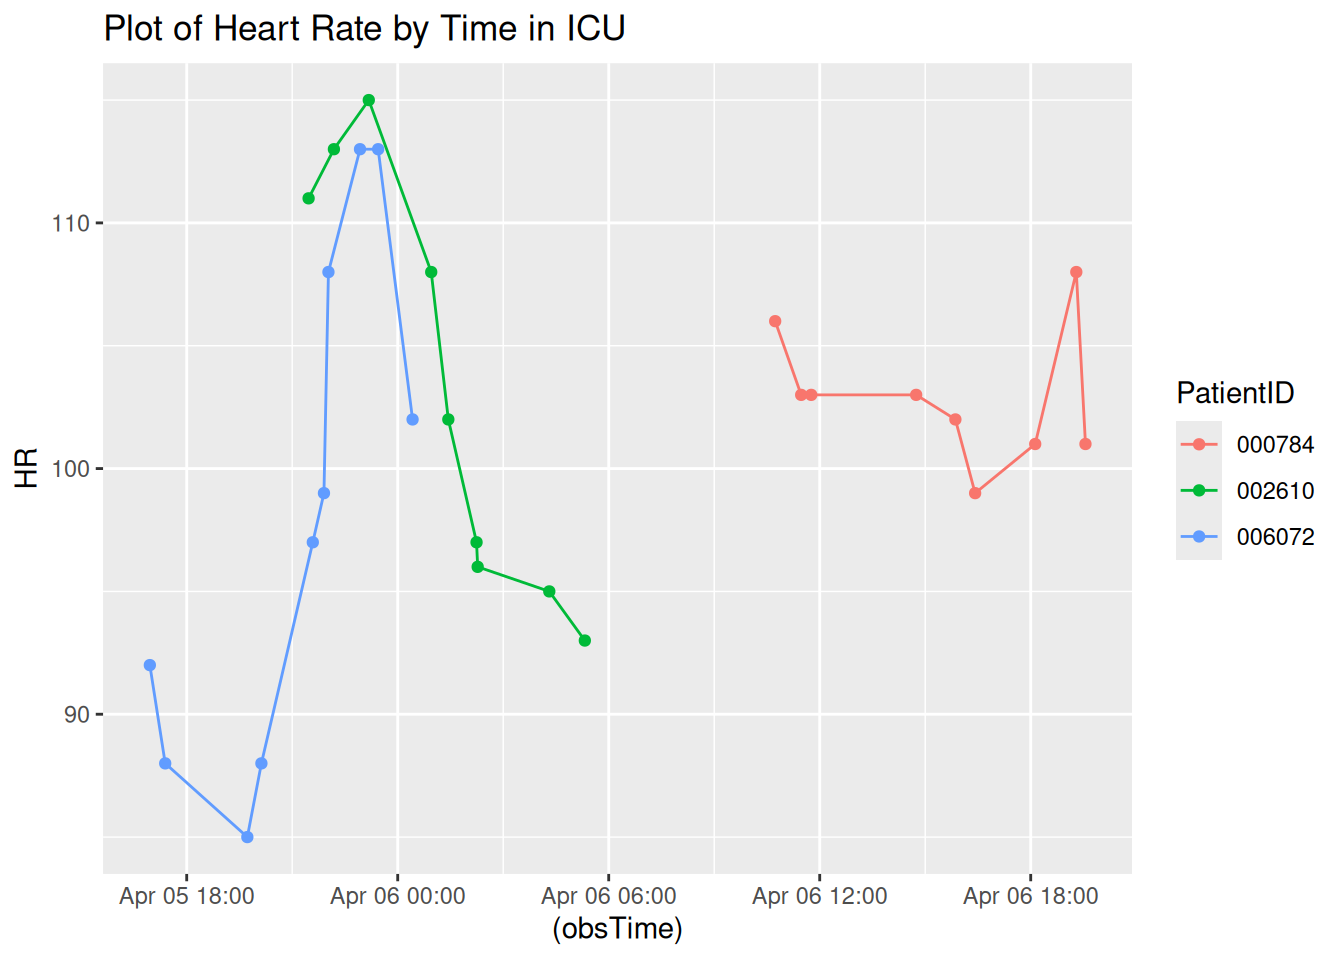 Plot of Heart Rate by Time in ICU
HR
110
100
90
Apr 05 18:00
Apr 06 00:00
Apr 06 06:00
Apr 06 12:00
Apr 06 18:00
(obsTime)
PatientID
000784
002610
006072